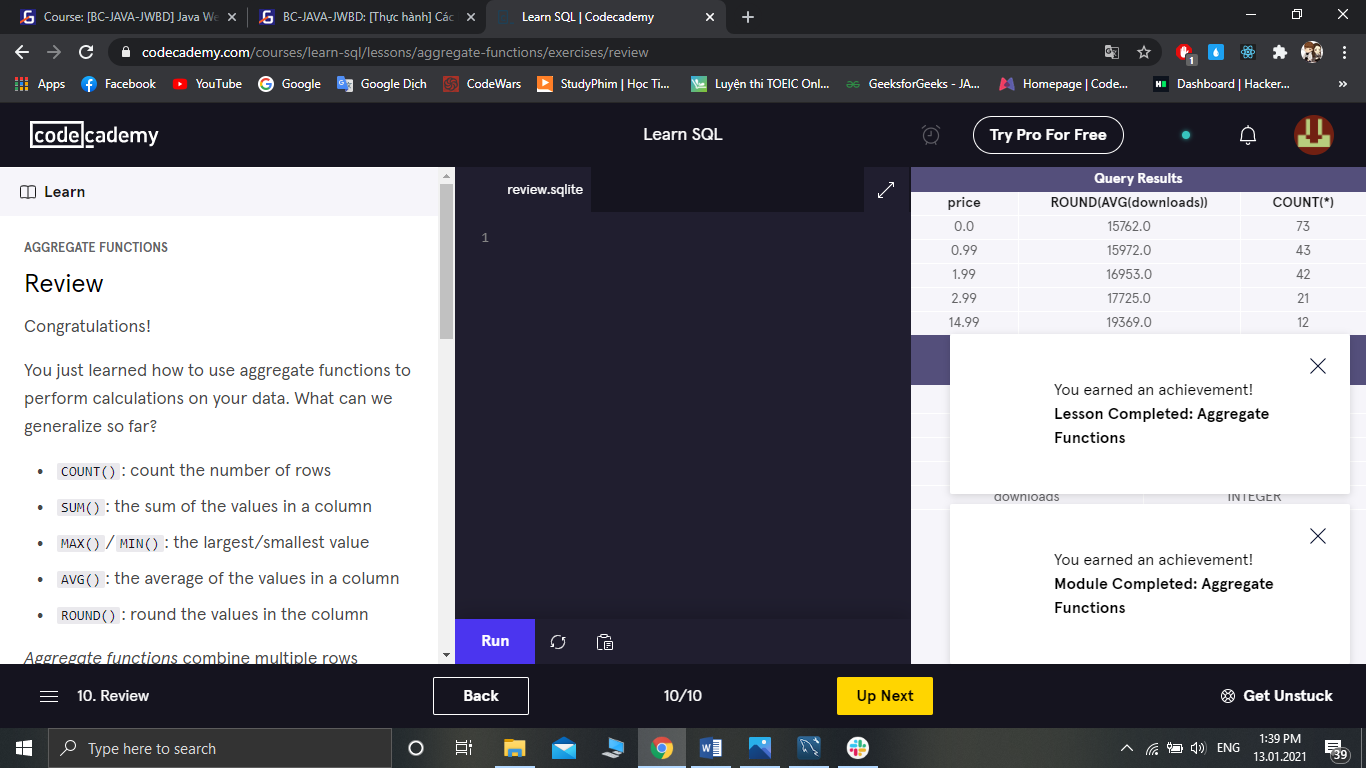 Course: [BC-JAVA-JWBD] Java We
BC-JAVA-JWBD: [Thực hành] Các
Learn SQL | Codecademy
codecademy.com/courses/learn-sql/lessons/aggregate-functions/exercises/review
1
Apps
Facebook
YouTube
Google
Google Dịch
CodeWars
StudyPhim | Học Ti...
Luyện thi TOEIC Onl...
GeeksforGeeks - JA...
Homepage | Code...
Dashboard | Hacker...
codecademy
Learn SQL
Try Pro For Free
Learn
AGGREGATE FUNCTIONS
Review
Congratulations!
You just learned how to use aggregate functions to
perform calculations on your data. What can we
generalize so far?
• COUNT() : count the number of rows
• SUM() : the sum of the values in a column
• MAX() / MIN() : the largest/smallest value
• AVG() : the average of the values in a column
• ROUND() : round the values in the column
Aggregate functions combine multiple rows
review.sqlite
1
Run
Query Results
price ROUND(AVG(downloads)) COUNT(*)
0.0 15762.0 73
0.99 15972.0 43
1.99 16953.0 42
2.99 17725.0 21
14.99 19369.0 12
You earned an achievement!
Lesson Completed: Aggregate
Functions
downloads INTEGER
You earned an achievement!
Module Completed: Aggregate
Functions
10. Review
Back
10/10
Up Next
Get Unstuck
Type here to search
ENG
1:39 PM
13.01.2021
39